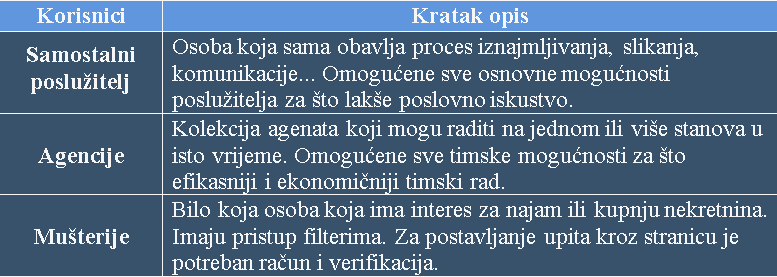 Korisnici
Kratak opis
Samostalni
poslužitelj
Osoba koja sama obavlja proces iznajmljivanja, slikanja,
komunikacije... Omogućene sve osnovne mogućnosti
poslužitelja za što lakše poslovno iskustvo.
Agencije
Kolekcija agenata koji mogu raditi na jednom ili više stanova u
isto vrijeme. Omogućene sve timske mogućnosti za što
efikasniji i ekonomičniji timski rad.
Mušterije
Bilo koja osoba koja ima interes za najam ili kupnju nekretnina.
Imaju pristup filterima. Za postavljanje upita kroz stranicu je
potreban račun i verifikacija.